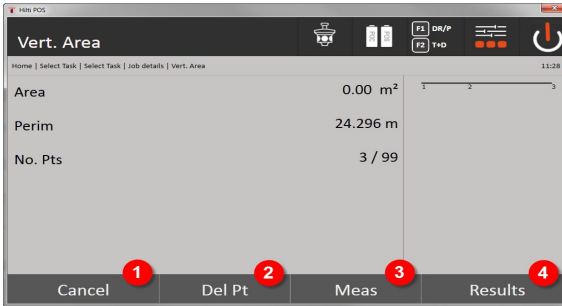 Hilti POS
Vert. Area
POC
POS
F1 DR/P
F2 T+D
Home | Select Task | Select Task | Job details | Vert. Area
11:28
Area 0.00 m²
1 2 3
Perim 24.296 m
No. Pts 3 / 99
1 2 3 4
Cancel Del Pt Meas Results